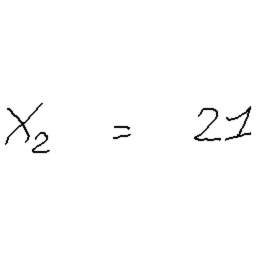 X₂ = 21